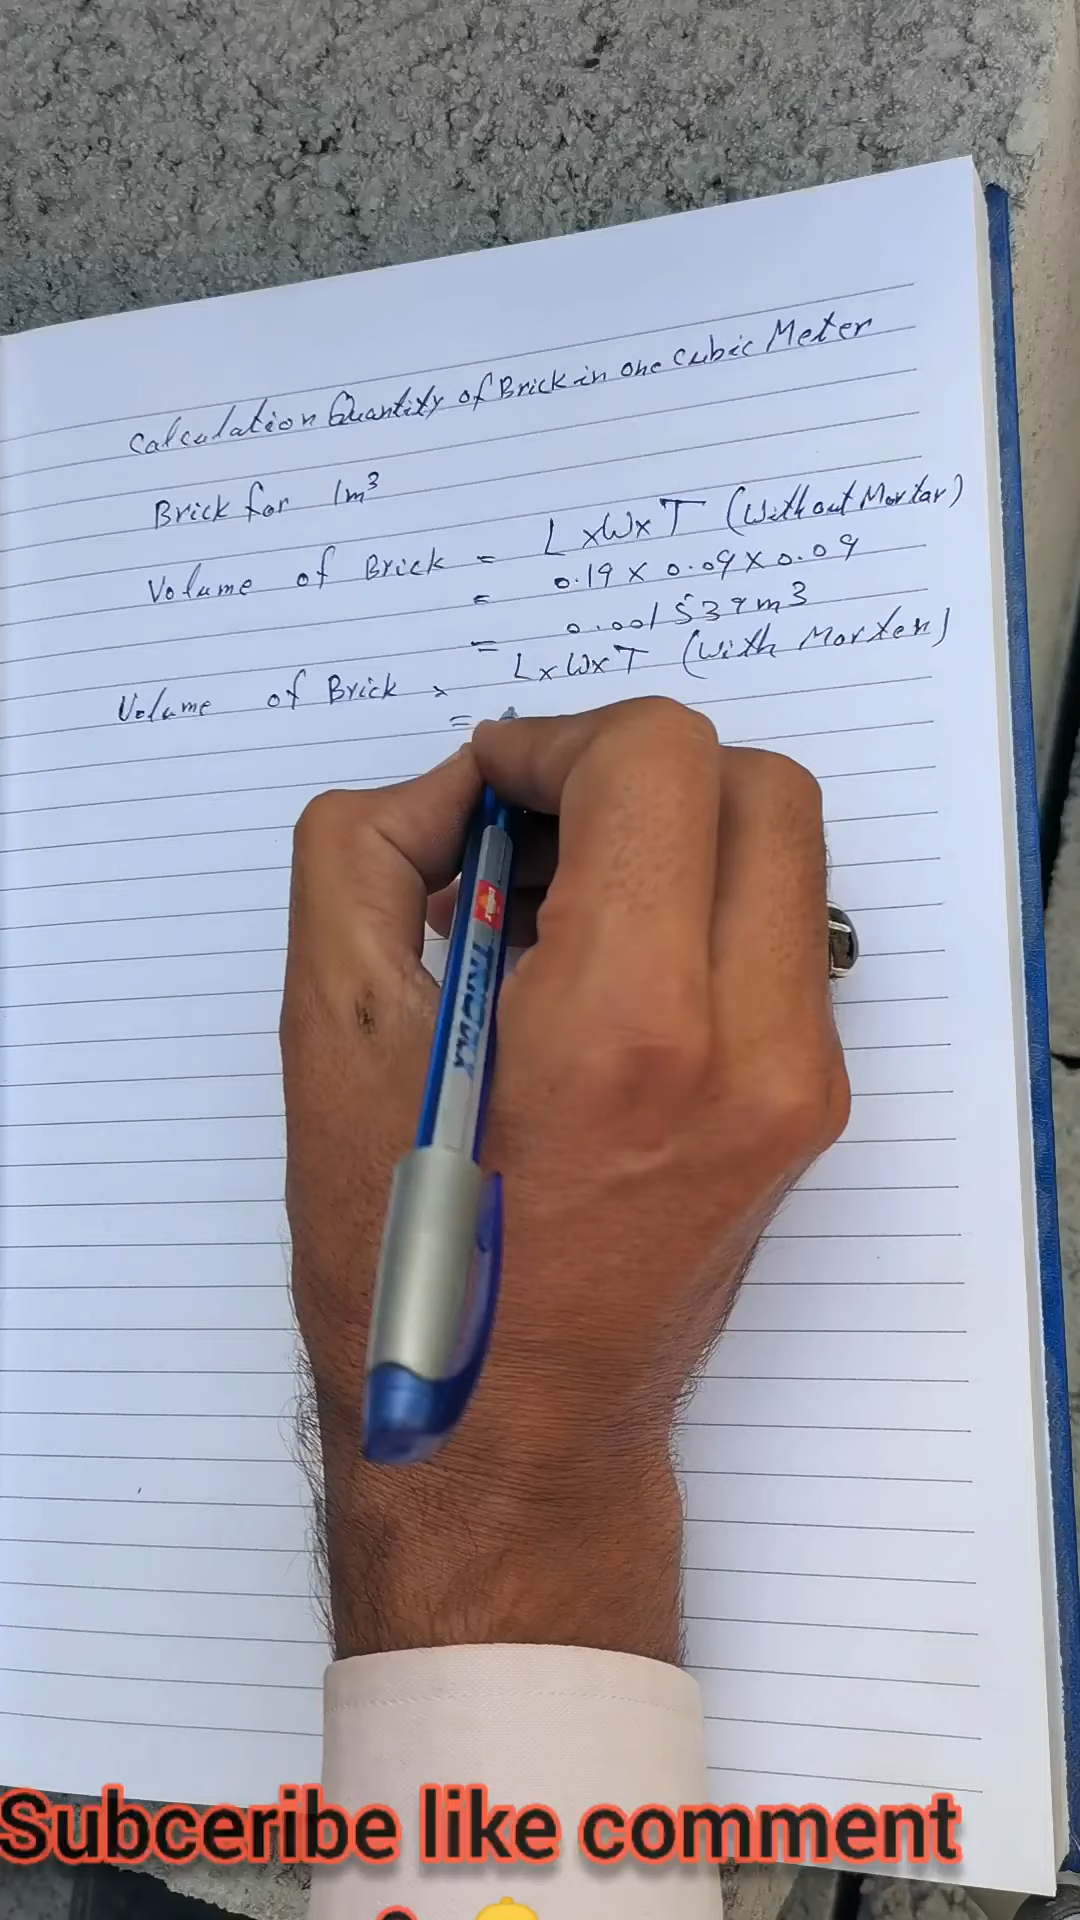 Calculation Quantity of Brick in one Cubic Meter
Brick for 1m³
Volume of Brick = L x W x T (Without Mortar)
= 0.19 x 0.09 x 0.09
= 0.001539m3
Volume of Brick x L x W x T (With Morter)
=
Subceribe like comment